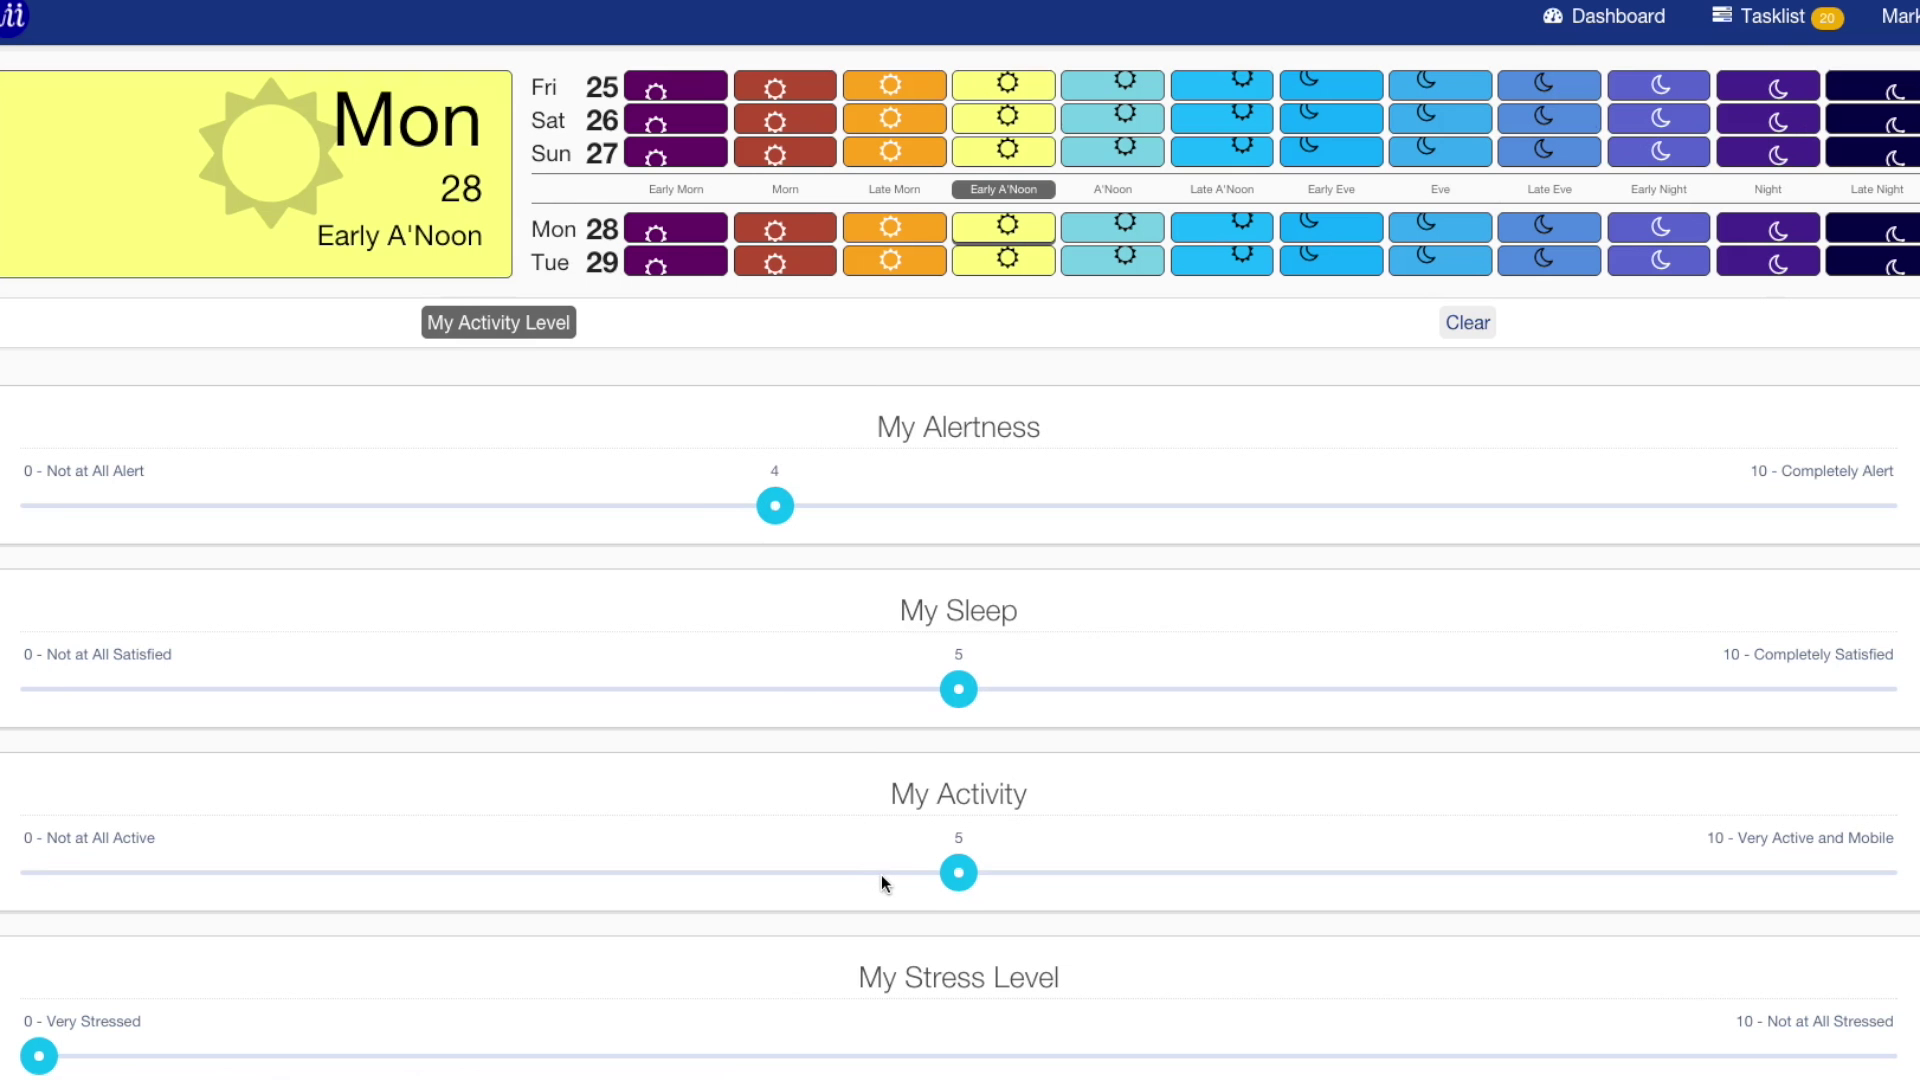 ii
Dashboard
Tasklist 20
Mark
Mon
28
Early A'Noon
Fri 25
Sat 26
Sun 27
Early Morn Morn Late Morn Early A'Noon A'Noon Late A'Noon Early Eve Eve Late Eve Early Night Night Late Night
Mon 28
Tue 29
My Activity Level
Clear
My Alertness
0 - Not at All Alert 4 10 - Completely Alert
My Sleep
0 - Not at All Satisfied 5 10 - Completely Satisfied
My Activity
0 - Not at All Active 5 10 - Very Active and Mobile
My Stress Level
0 - Very Stressed 10 - Not at All Stressed